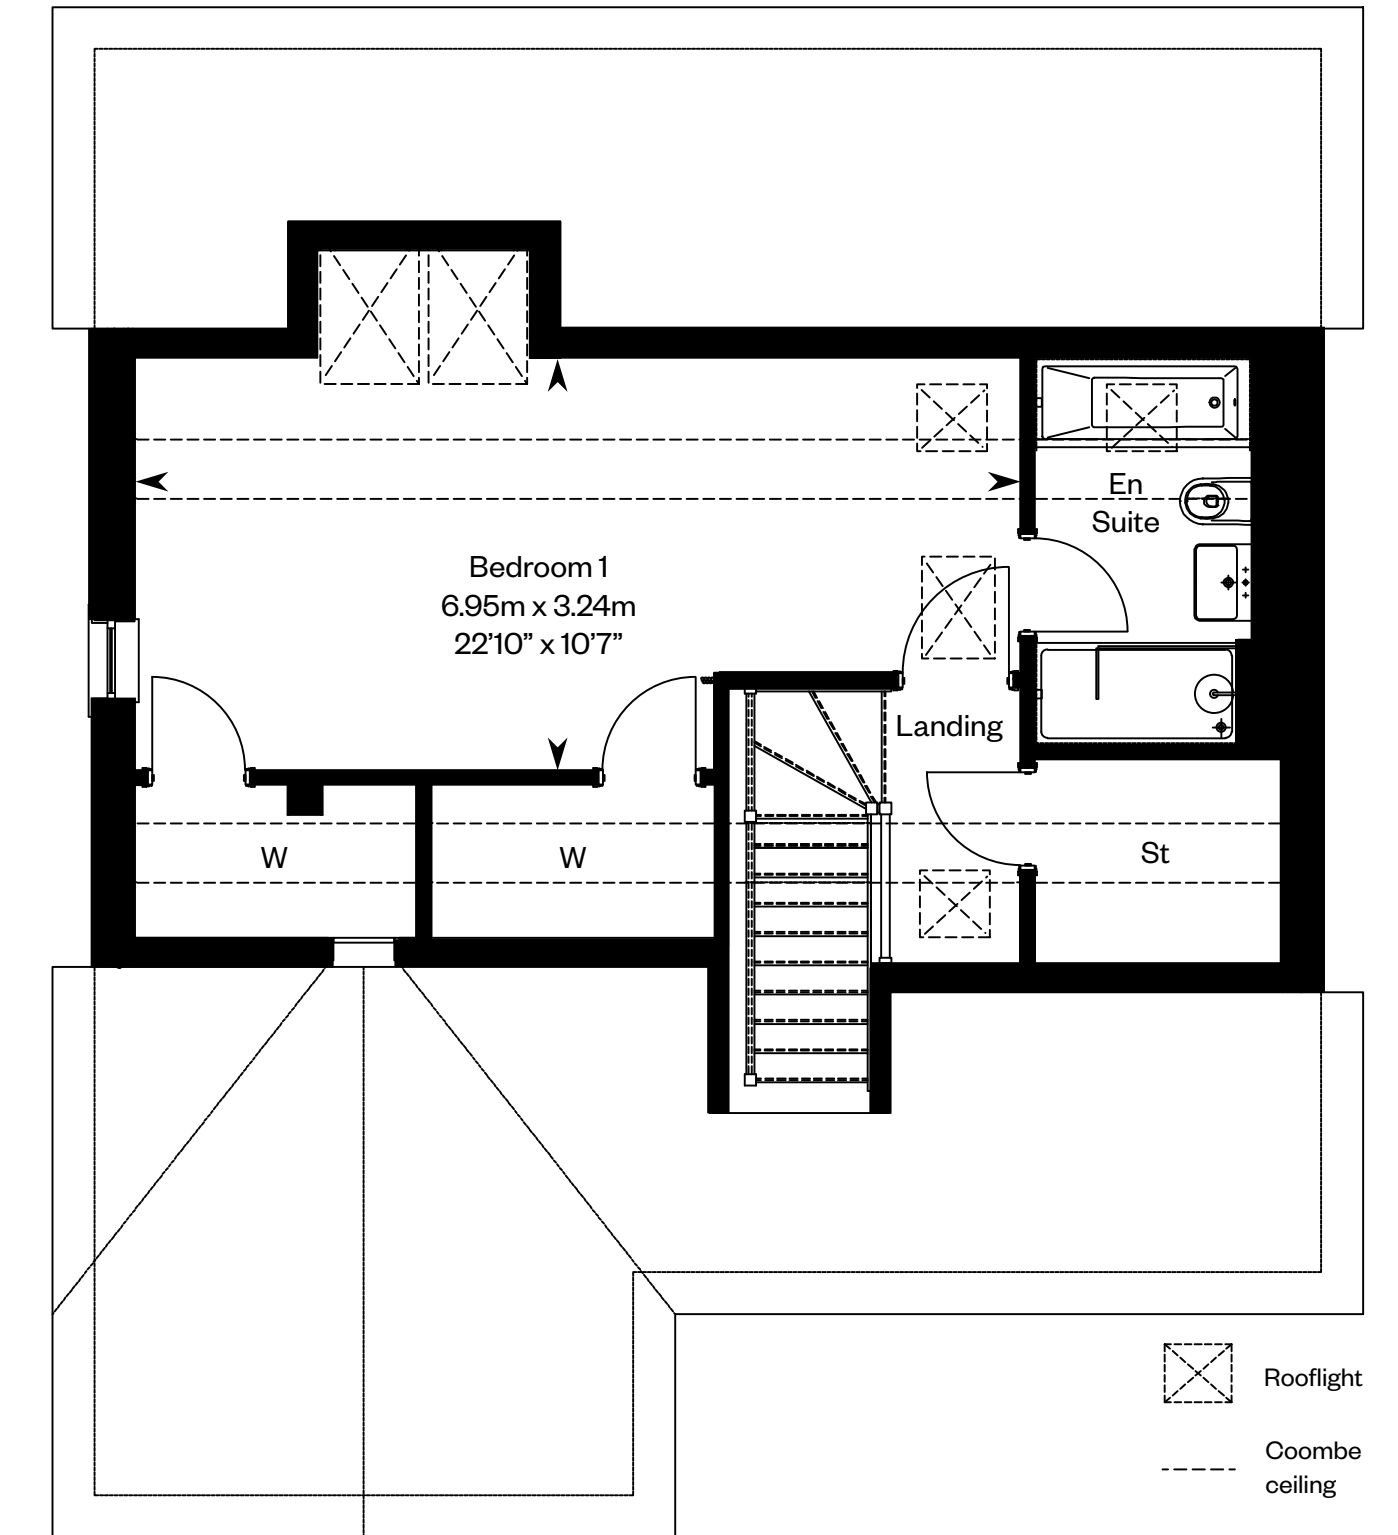 En
Suite
Bedroom 1
6.95m x 3.24m
22’10” x 10’7”
Landing
W
W
St
Rooflight
Coombe
ceiling